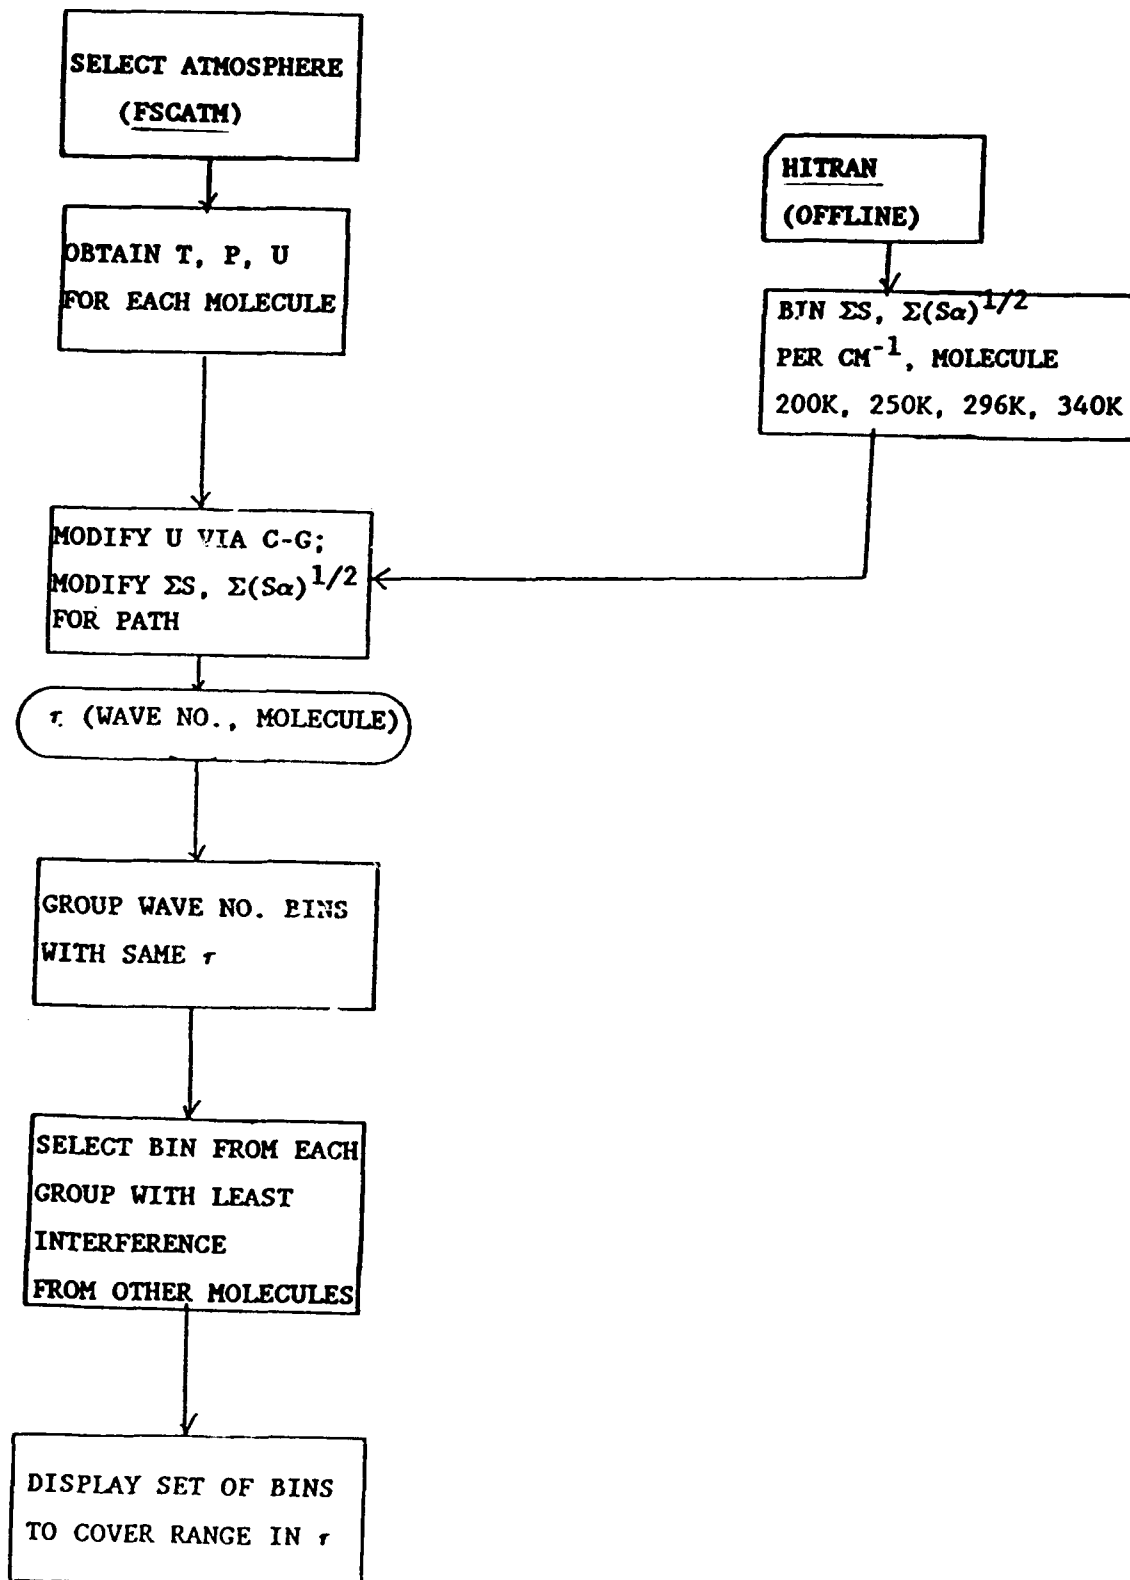 SELECT ATMOSPHERE
(FSCATM)
OBTAIN T, P, U
FOR EACH MOLECULE
HITRAN
(OFFLINE)
BIN ΣS, Σ(Sα)^1/2
PER CM^-1, MOLECULE
200K, 250K, 296K, 340K
MODIFY U VIA C-G;
MODIFY ΣS, Σ(Sα)^1/2
FOR PATH
τ (WAVE NO., MOLECULE)
GROUP WAVE NO. BINS
WITH SAME τ
SELECT BIN FROM EACH
GROUP WITH LEAST
INTERFERENCE
FROM OTHER MOLECULES
DISPLAY SET OF BINS
TO COVER RANGE IN τ